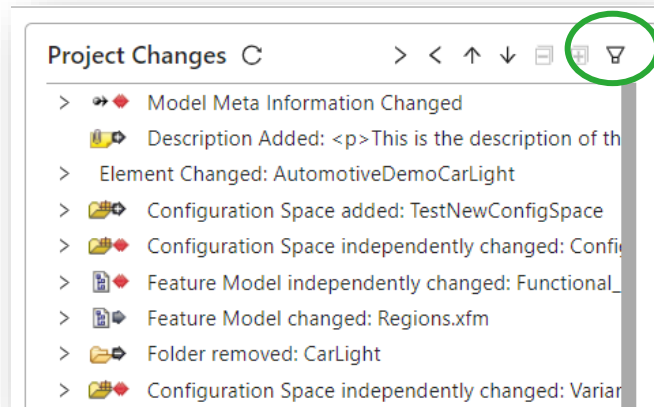 Project Changes
Model Meta Information Changed
Description Added: <p>This is the description of th
Element Changed: AutomotiveDemoCarLight
Configuration Space added: TestNewConfigSpace
Configuration Space independently changed: Config
Feature Model independently changed: Functional_
Feature Model changed: Regions.xfm
Folder removed: CarLight
Configuration Space independently changed: Varian